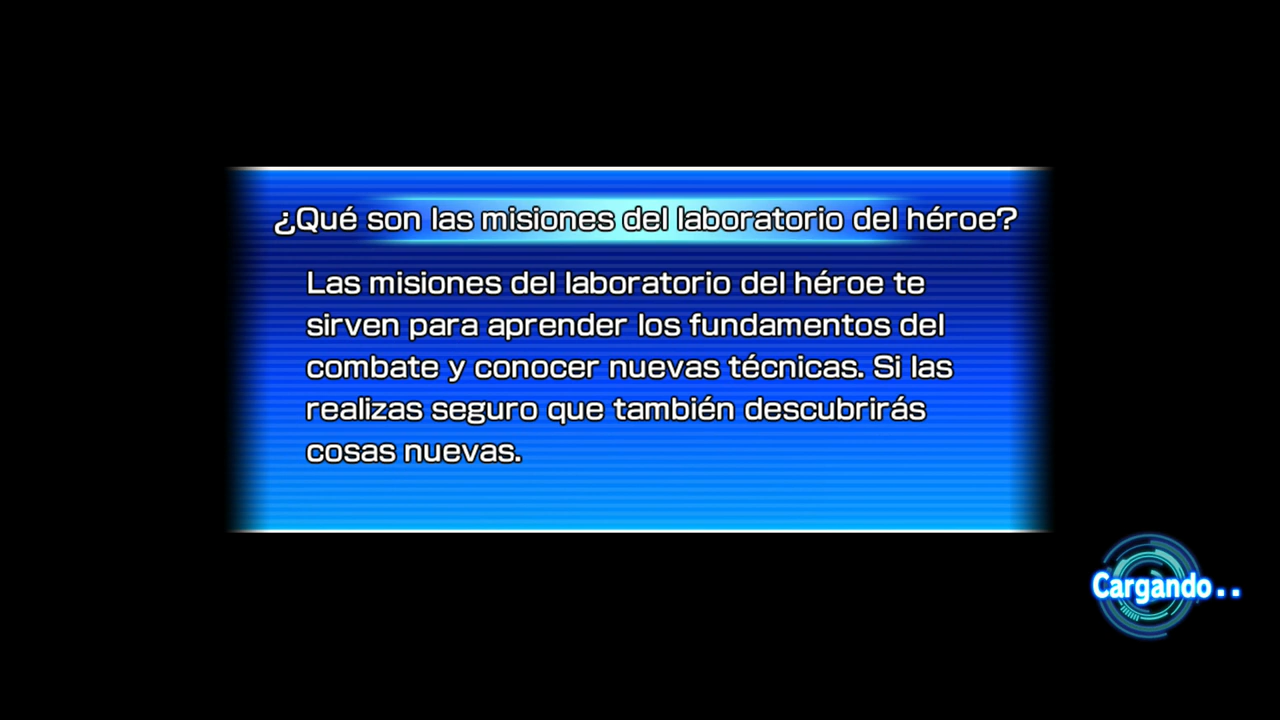 ¿Qué son las misiones del laboratorio del héroe?
Las misiones del laboratorio del héroe te
sirven para aprender los fundamentos del
combate y conocer nuevas técnicas. Si las
realizas seguro que también descubrirás
cosas nuevas.
Cargando..